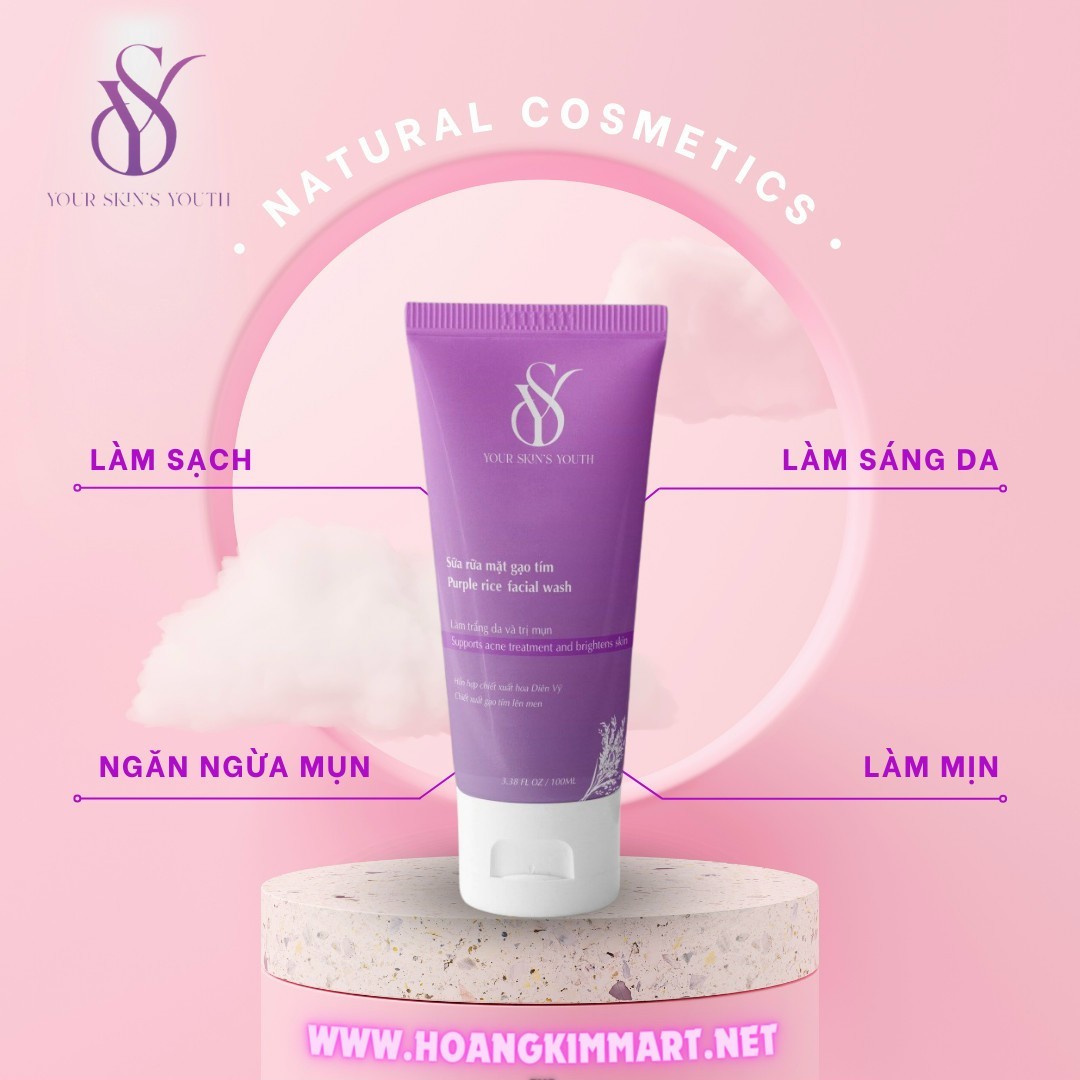 YOUR SKIN'S YOUTH
• NATURAL COSMETICS •
LÀM SẠCH
LÀM SÁNG DA
YOUR SKIN'S YOUTH
Sữa rửa mặt gạo tím
Purple rice facial wash
Làm trắng da và trị mụn
Supports acne treatment and brightens skin
Hỗn hợp chiết xuất hoa Diên Vỹ
Chiết xuất gạo tím lên men
NGĂN NGỪA MỤN
LÀM MỊN
3.38 FL OZ / 100ML
WWW.HOANGKIMMART.NET